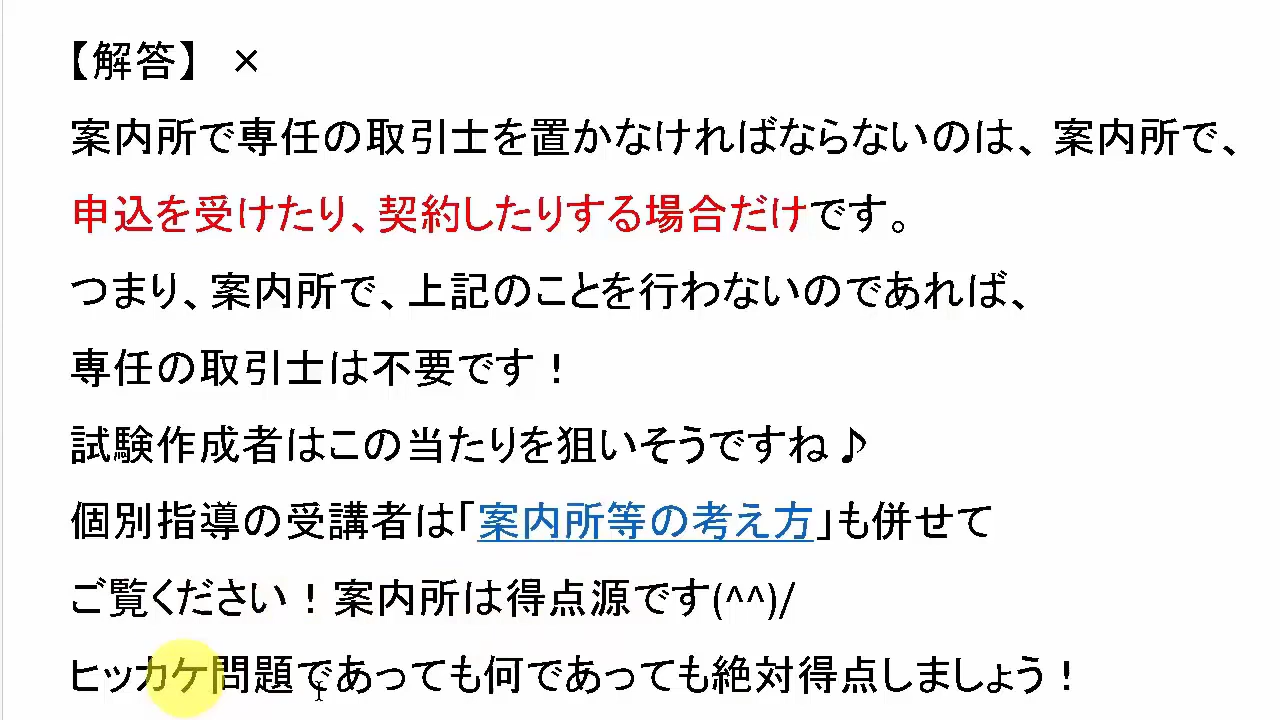 【解答】 ×
案内所で専任の取引士を置かなければならないのは、案内所で、
申込を受けたり、契約したりする場合だけです。
つまり、案内所で、上記のことを行わないのであれば、
専任の取引士は不要です！
試験作成者はこの当たりを狙いそうですね♪
個別指導の受講者は「案内所等の考え方」も併せて
ご覧ください！案内所は得点源です(^^)/
ヒッカケ問題であっても何であっても絶対得点しましょう！